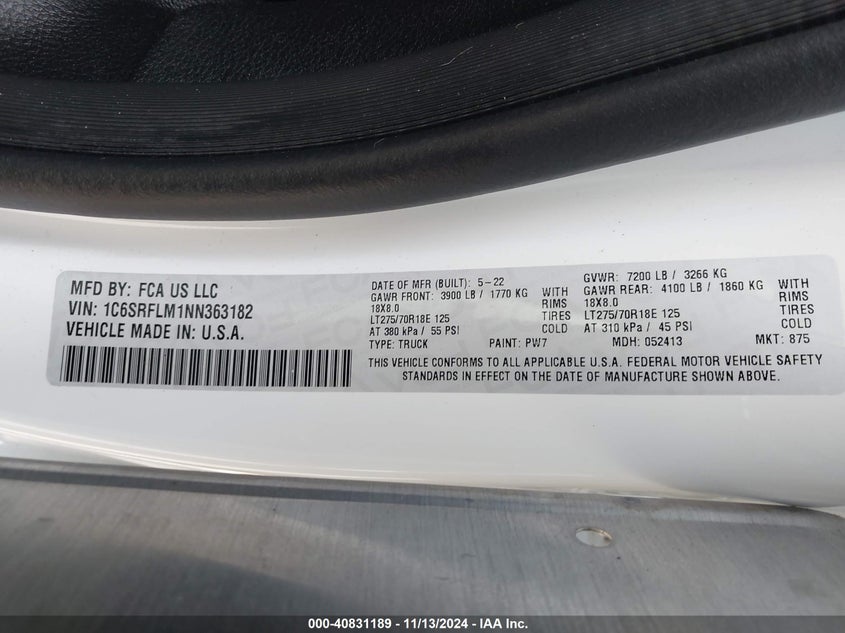 MFD BY: FCA US LLC
VIN: 1C6SRFLM1NN363182
VEHICLE MADE IN: U.S.A.
DATE OF MFR (BUILT): 5-22
GAWR FRONT: 3900 LB / 1770 KG WITH
18X8.0 RIMS
LT275/70R18E 125 TIRES
AT 380 kPa / 55 PSI COLD
TYPE: TRUCK PAINT: PW7
GVWR: 7200 LB / 3266 KG
GAWR REAR: 4100 LB / 1860 KG WITH
18X8.0 RIMS
LT275/70R18E 125 TIRES
AT 310 kPa / 45 PSI COLD
MDH: 052413 MKT: 875
THIS VEHICLE CONFORMS TO ALL APPLICABLE U.S.A. FEDERAL MOTOR VEHICLE SAFETY
STANDARDS IN EFFECT ON THE DATE OF MANUFACTURE SHOWN ABOVE.
000-40831189 - 11/13/2024 - IAA Inc.